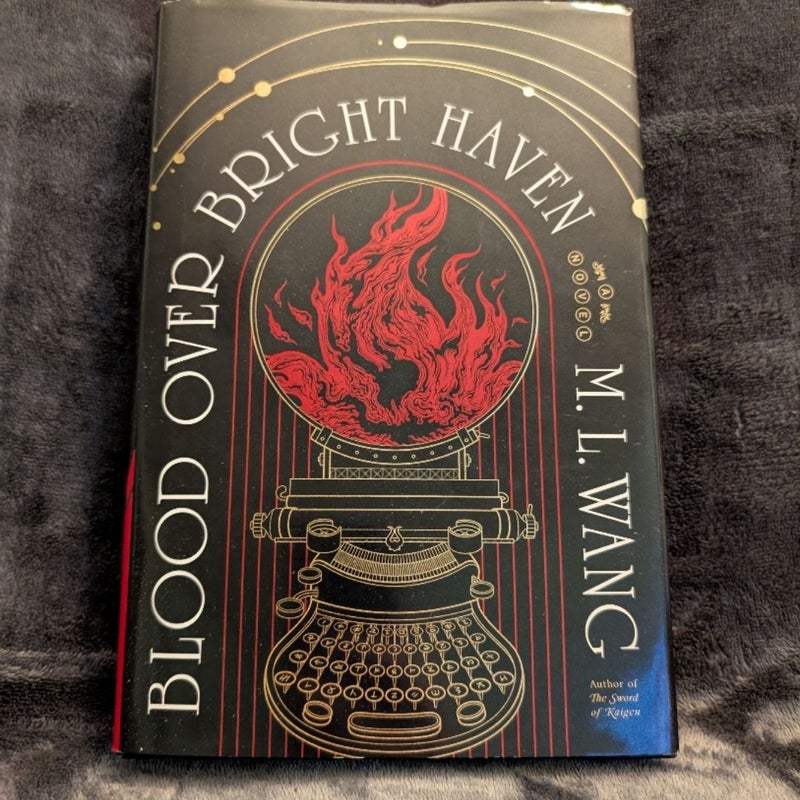 BLOOD OVER BRIGHT HAVEN
A
NOVEL
M. L. WANG
Author of
The Sword
of Kaigen